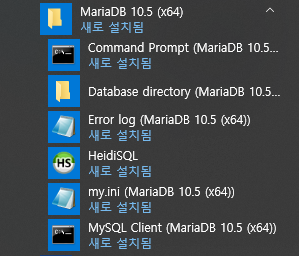 MariaDB 10.5 (x64)
새로 설치됨
Command Prompt (MariaDB 10.5...
새로 설치됨
Database directory (MariaDB 10.5...
Error log (MariaDB 10.5 (x64))
새로 설치됨
HS
HeidiSQL
새로 설치됨
my.ini (MariaDB 10.5 (x64))
새로 설치됨
MySQL Client (MariaDB 10.5 (x64))
새로 설치됨